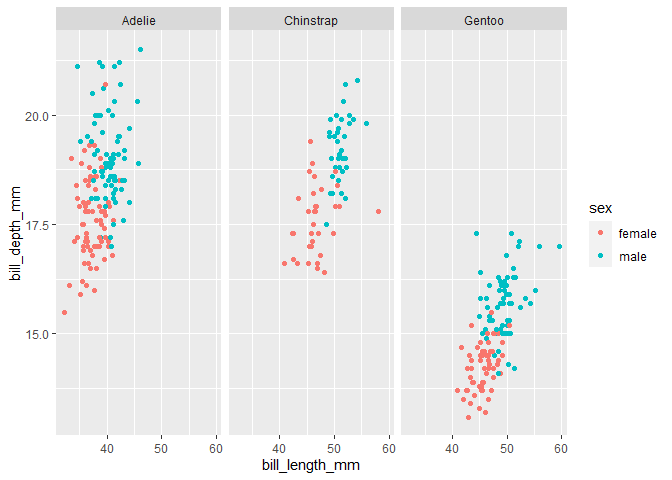 Adelie Chinstrap Gentoo
20.0
17.5
15.0
bill_depth_mm
40 50 60 40 50 60 40 50 60
bill_length_mm
sex
female
male